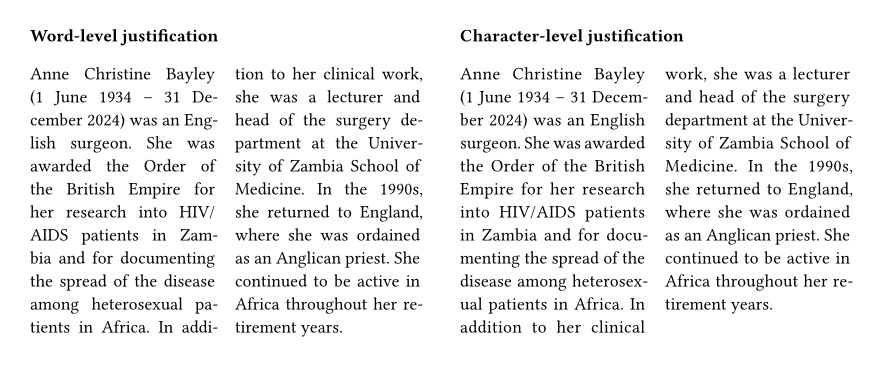 Word-level justification
Anne Christine Bayley
(1 June 1934 – 31 De-
cember 2024) was an Eng-
lish surgeon. She was
awarded the Order of
the British Empire for
her research into HIV/
AIDS patients in Zam-
bia and for documenting
the spread of the disease
among heterosexual pa-
tients in Africa. In addi-
tion to her clinical work,
she was a lecturer and
head of the surgery de-
partment at the Univer-
sity of Zambia School of
Medicine. In the 1990s,
she returned to England,
where she was ordained
as an Anglican priest. She
continued to be active in
Africa throughout her re-
tirement years.
Character-level justification
Anne Christine Bayley
(1 June 1934 – 31 Decem-
ber 2024) was an English
surgeon. She was awarded
the Order of the British
Empire for her research
into HIV/AIDS patients
in Zambia and for docu-
menting the spread of the
disease among heterosex-
ual patients in Africa. In
addition to her clinical
work, she was a lecturer
and head of the surgery
department at the Univer-
sity of Zambia School of
Medicine. In the 1990s,
she returned to England,
where she was ordained
as an Anglican priest. She
continued to be active in
Africa throughout her re-
tirement years.